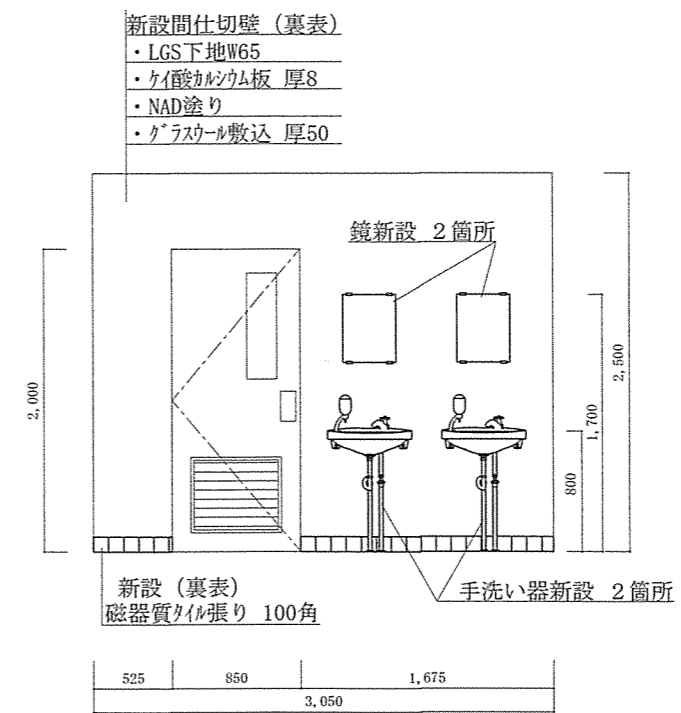 新設間仕切壁（裏表）
・LGS下地W65
・ｹｲ酸ｶﾙｼｳﾑ板 厚8
・NAD塗り
・ｸﾞﾗｽｳｰﾙ敷込 厚50
鏡新設 2箇所
2,000
2,500
1,700
800
新設（裏表）
磁器質ﾀｲﾙ張り 100角
手洗い器新設 2箇所
525 850 1,675
3,050